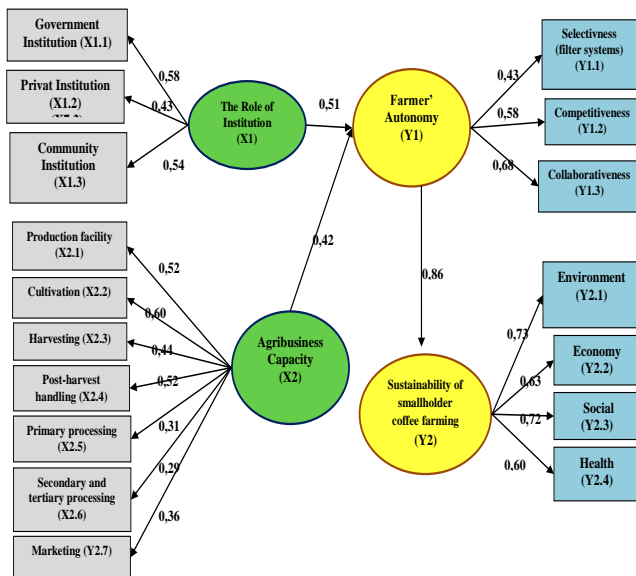 Government
Institution (X1.1)
Privat Institution
(X1.2)
Community
Institution
(X1.3)
0,58
0,43
0,54
The Role of
Institution
(X1)
0,51
Farmer’
Autonomy
(Y1)
0,43
0,58
0,68
Selectivness
(filter systems)
(Y1.1)
Competitiveness
(Y1.2)
Collaborativeness
(Y1.3)
Production facility
(X2.1)
Cultivation (X2.2)
Harvesting (X2.3)
Post-harvest
handling (X2.4)
Primary processing
(X2.5)
Secondary and
tertiary processing
(X2.6)
Marketing (Y2.7)
0,52
0,60
0,44
0,52
0,31
0,29
0,36
Agribusiness
Capacity
(X2)
0,42
0,86
Sustainability of
smallholder
coffee farming
(Y2)
0,73
0,63
0,72
0,60
Environment
(Y2.1)
Economy
(Y2.2)
Social
(Y2.3)
Health
(Y2.4)